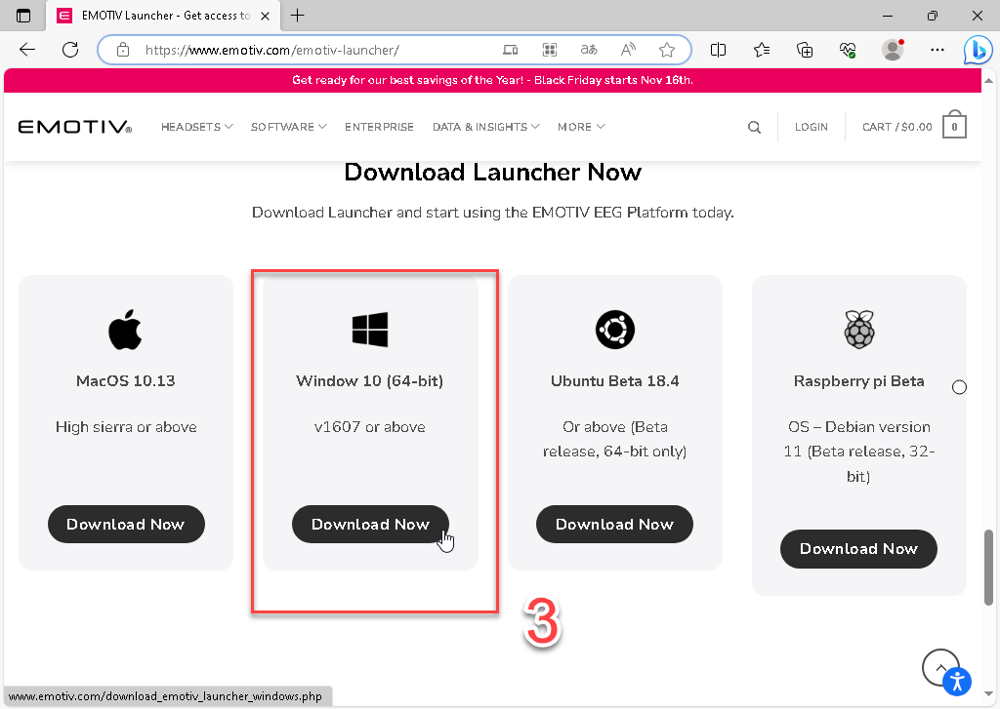 EMOTIV Launcher - Get access to
https://www.emotiv.com/emotiv-launcher/
Get ready for our best savings of the Year! - Black Friday starts Nov 16th.
EMOTIV®
HEADSETS
SOFTWARE
ENTERPRISE
DATA & INSIGHTS
MORE
LOGIN
CART / $0.00
0
Download Launcher Now
Download Launcher and start using the EMOTIV EEG Platform today.
MacOS 10.13
High sierra or above
Download Now
Window 10 (64-bit)
v1607 or above
Download Now
Ubuntu Beta 18.4
Or above (Beta
release, 64-bit only)
Download Now
Raspberry pi Beta
OS – Debian version
11 (Beta release, 32-
bit)
Download Now
3
www.emotiv.com/download_emotiv_launcher_windows.php